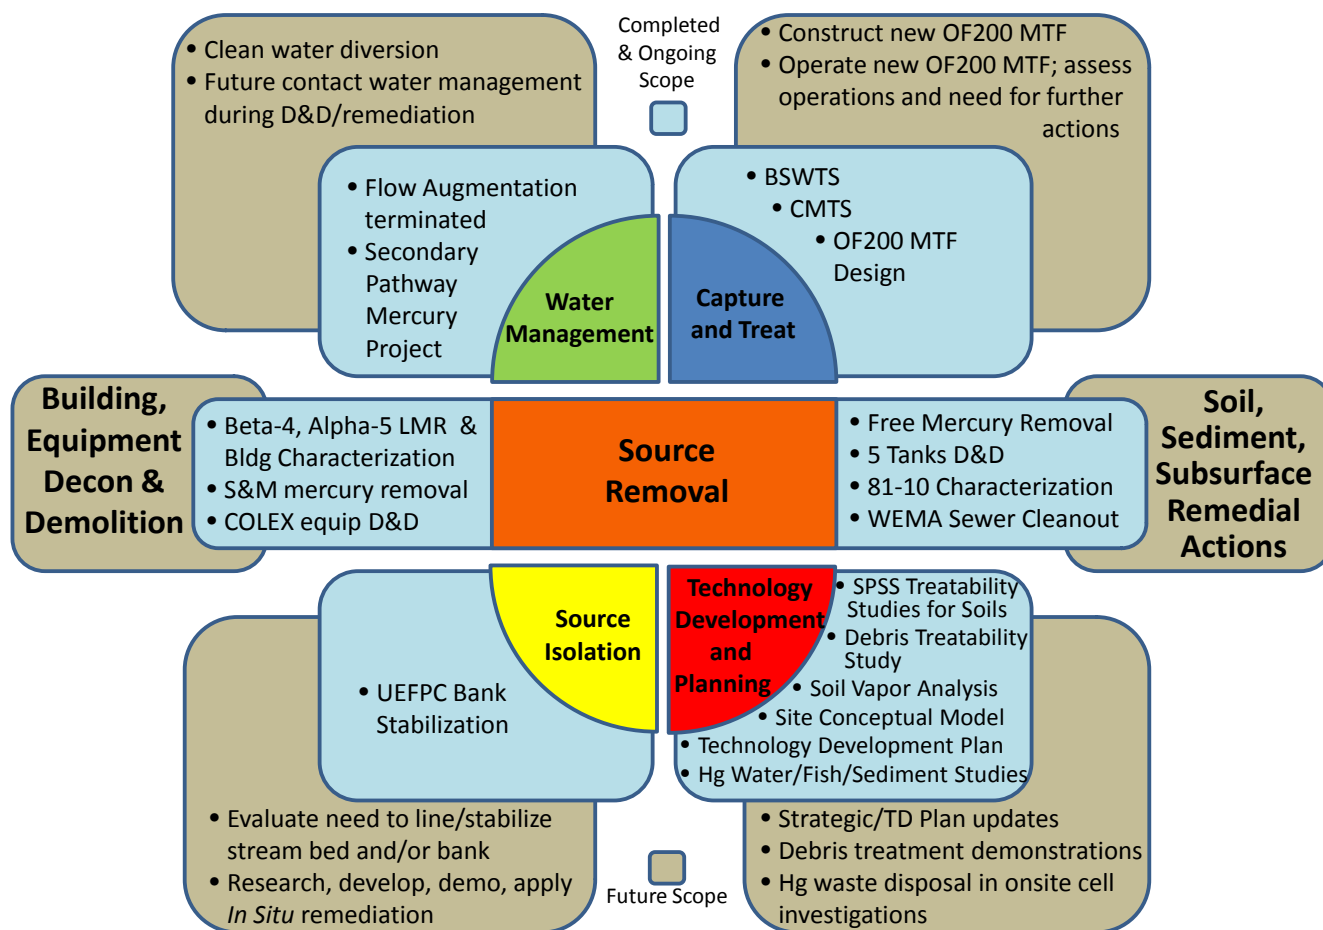 • Clean water diversion
• Future contact water management
during D&D/remediation
Completed
& Ongoing
Scope
• Construct new OF200 MTF
• Operate new OF200 MTF; assess
operations and need for further
actions
• Flow Augmentation
terminated
• Secondary
Pathway
Mercury
Project
Water
Management
Capture
and Treat
• BSWTS
• CMTS
• OF200 MTF
Design
Building,
Equipment
Decon &
Demolition
• Beta-4, Alpha-5 LMR &
Bldg Characterization
• S&M mercury removal
• COLEX equip D&D
Source
Removal
• Free Mercury Removal
• 5 Tanks D&D
• 81-10 Characterization
• WEMA Sewer Cleanout
Soil,
Sediment,
Subsurface
Remedial
Actions
• UEFPC Bank
Stabilization
Source
Isolation
Technology
Development
and
Planning
• SPSS Treatability
Studies for Soils
• Debris Treatability
Study
• Soil Vapor Analysis
• Site Conceptual Model
• Technology Development Plan
• Hg Water/Fish/Sediment Studies
• Evaluate need to line/stabilize
stream bed and/or bank
• Research, develop, demo, apply
In Situ remediation
Future Scope
• Strategic/TD Plan updates
• Debris treatment demonstrations
• Hg waste disposal in onsite cell
investigations